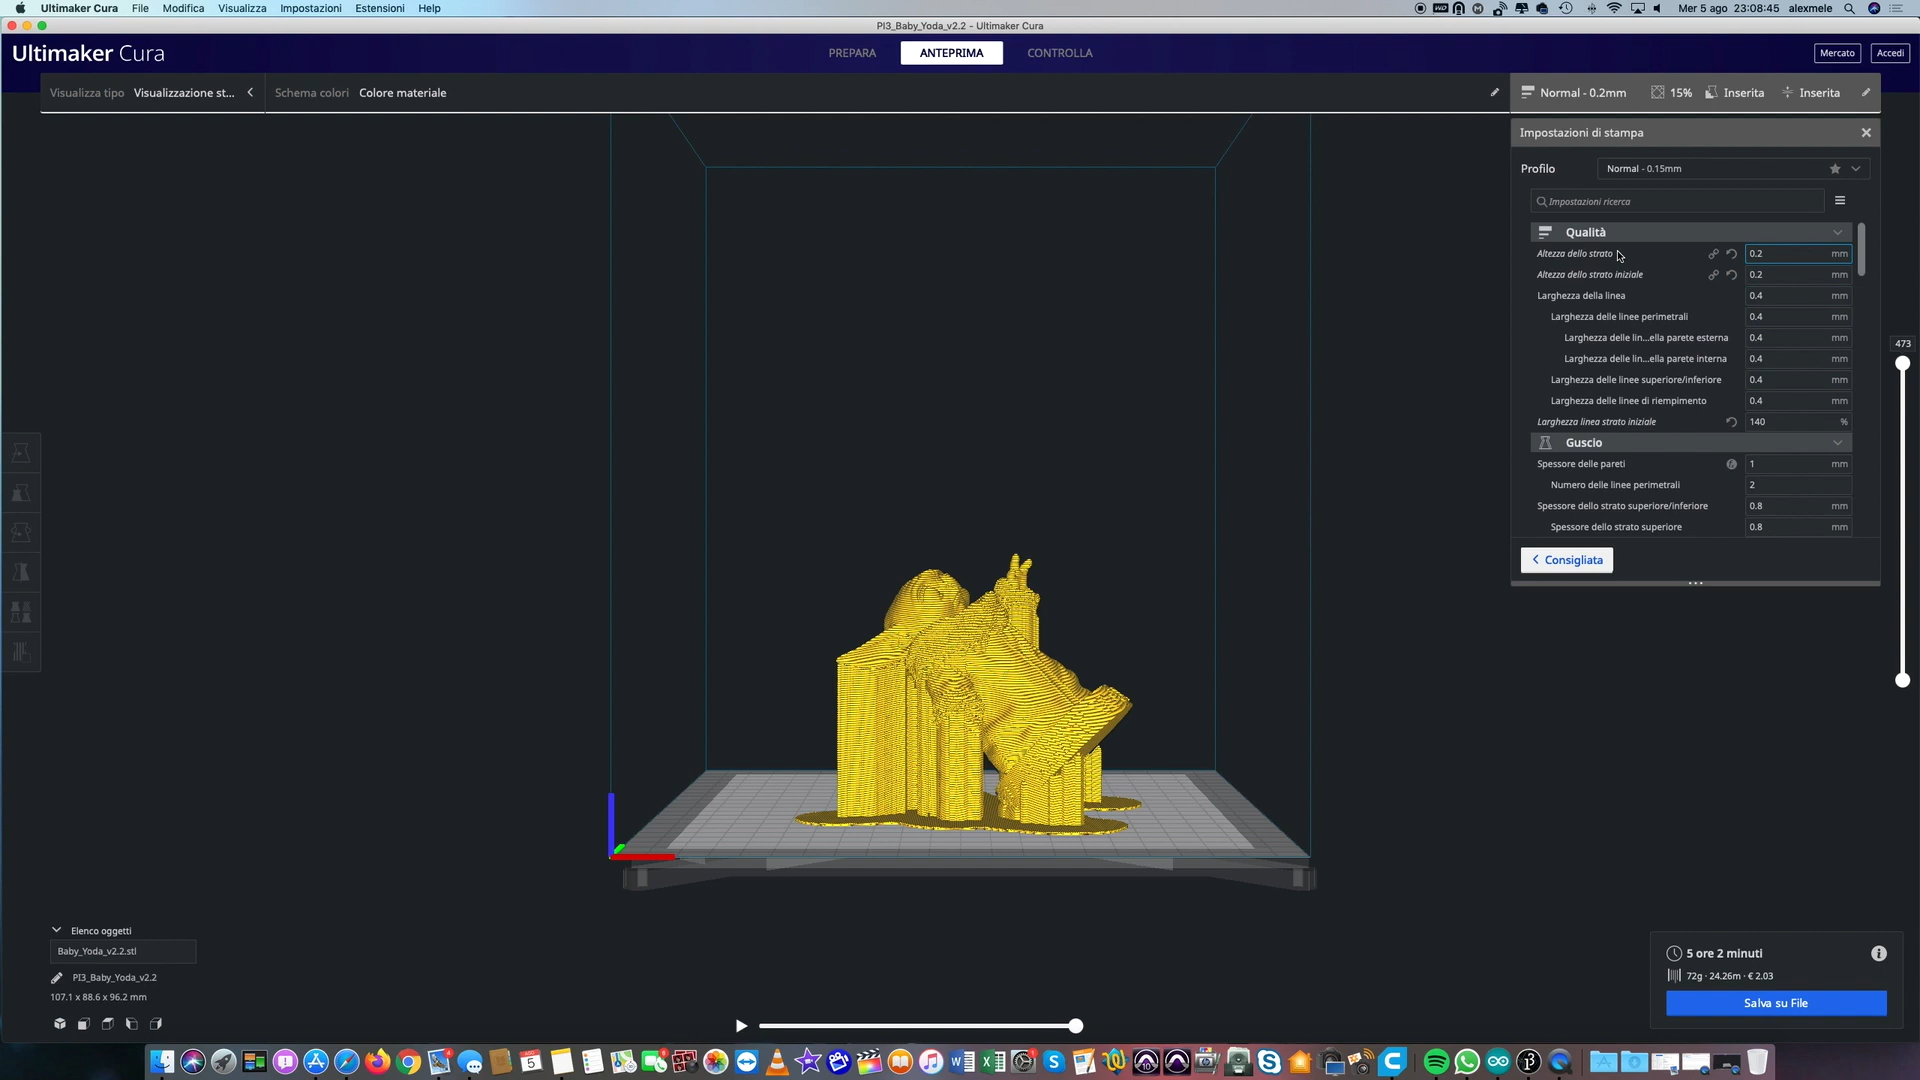 Ultimaker Cura File Modifica Visualizza Impostazioni Estensioni Help
Mer 5 ago 23:08:45 alexmele
PI3_Baby_Yoda_v2.2 - Ultimaker Cura
Ultimaker Cura
PREPARA ANTEPRIMA CONTROLLA
Mercato Accedi
Visualizza tipo Visualizzazione st... Schema colori Colore materiale
Normal - 0.2mm 15% Inserita Inserita
Impostazioni di stampa
Profilo Normal - 0.15mm
Impostazioni ricerca
Qualità
Altezza dello strato 0.2 mm
Altezza dello strato iniziale 0.2 mm
Larghezza della linea 0.4 mm
Larghezza delle linee perimetrali 0.4 mm
Larghezza delle lin...ella parete esterna 0.4 mm
Larghezza delle lin...ella parete interna 0.4 mm
Larghezza delle linee superiore/inferiore 0.4 mm
Larghezza delle linee di riempimento 0.4 mm
Larghezza linea strato iniziale 140 %
Guscio
Spessore delle pareti 1 mm
Numero delle linee perimetrali 2
Spessore dello strato superiore/inferiore 0.8 mm
Spessore dello strato superiore 0.8 mm
Consigliata
473
Elenco oggetti
Baby_Yoda_v2.2.stl
PI3_Baby_Yoda_v2.2
107.1 x 88.6 x 96.2 mm
5 ore 2 minuti
72g · 24.26m · € 2.03
Salva su File